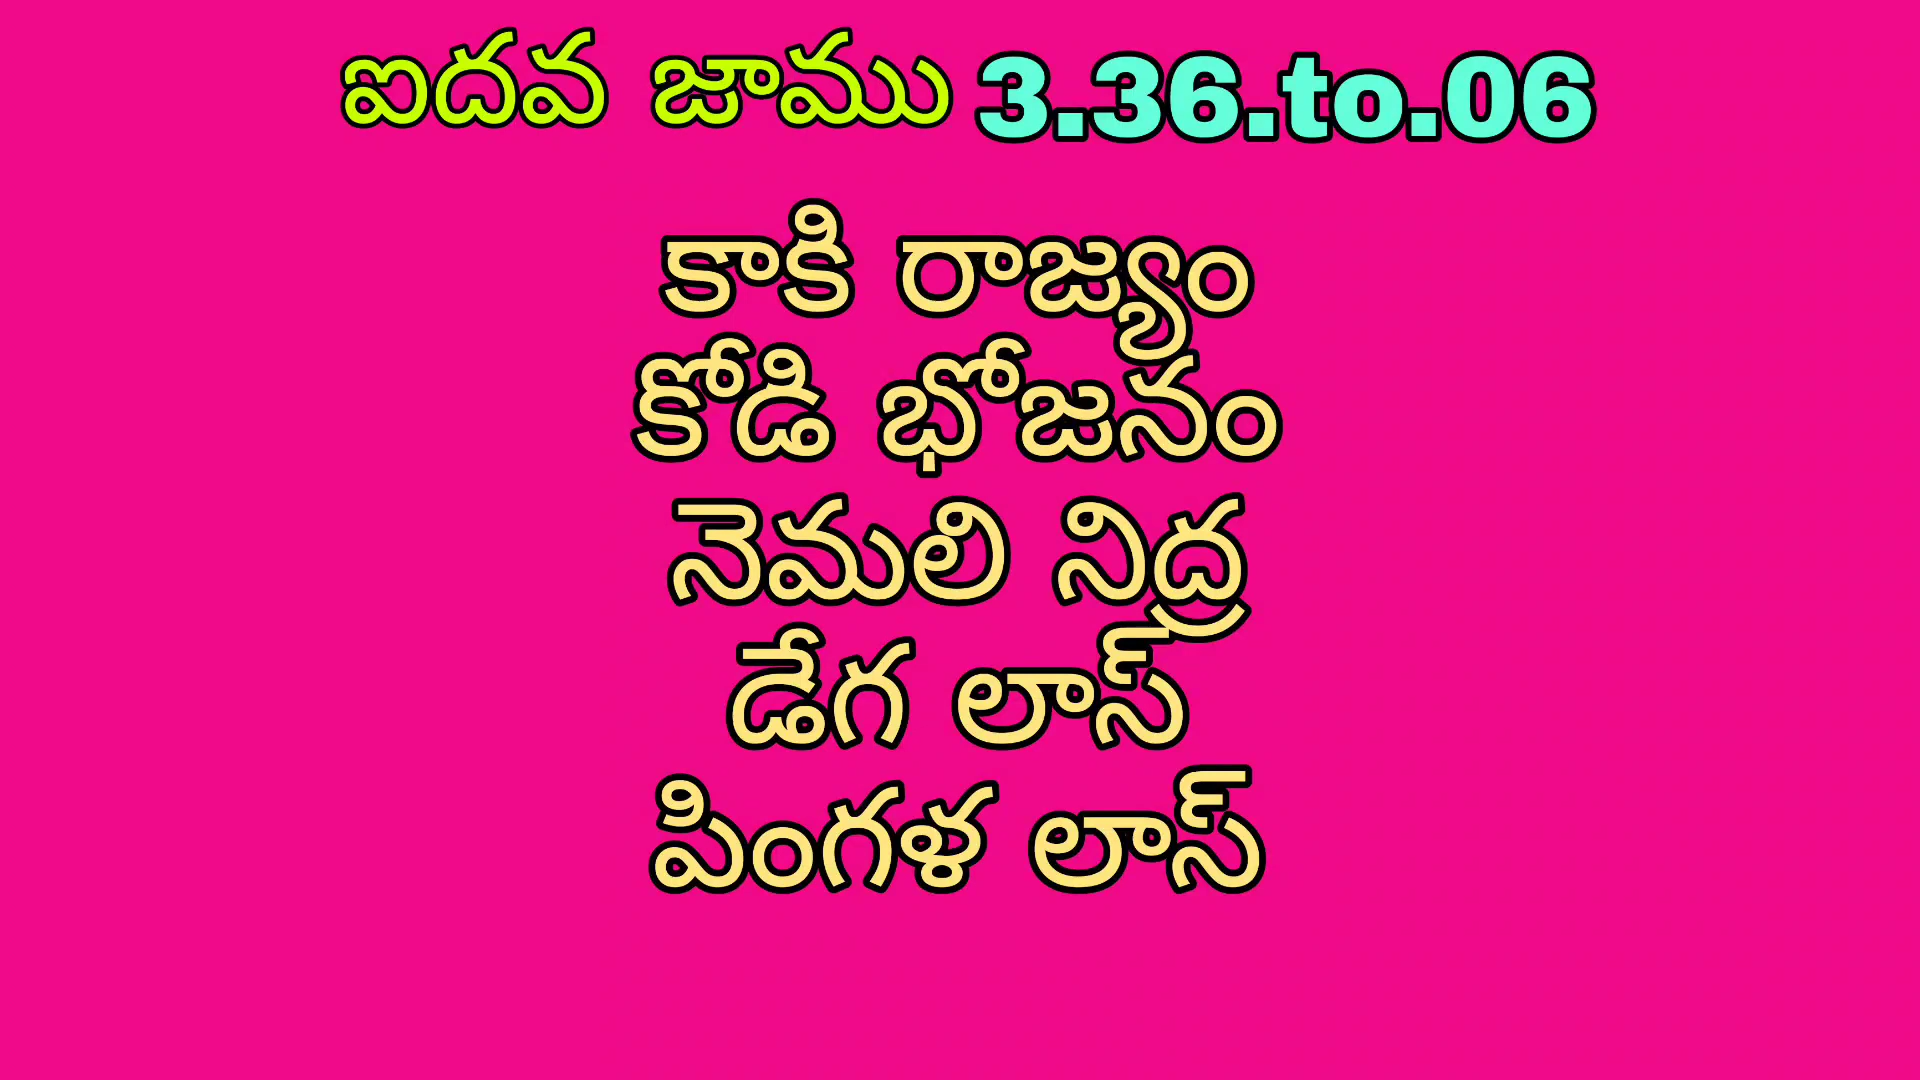 ఐదవ జాము 3.36.to.06
కాకి రాజ్యం
కోడి భోజనం
నెమలి నిద్ర
డేగ లాస్
పింగళ లాస్